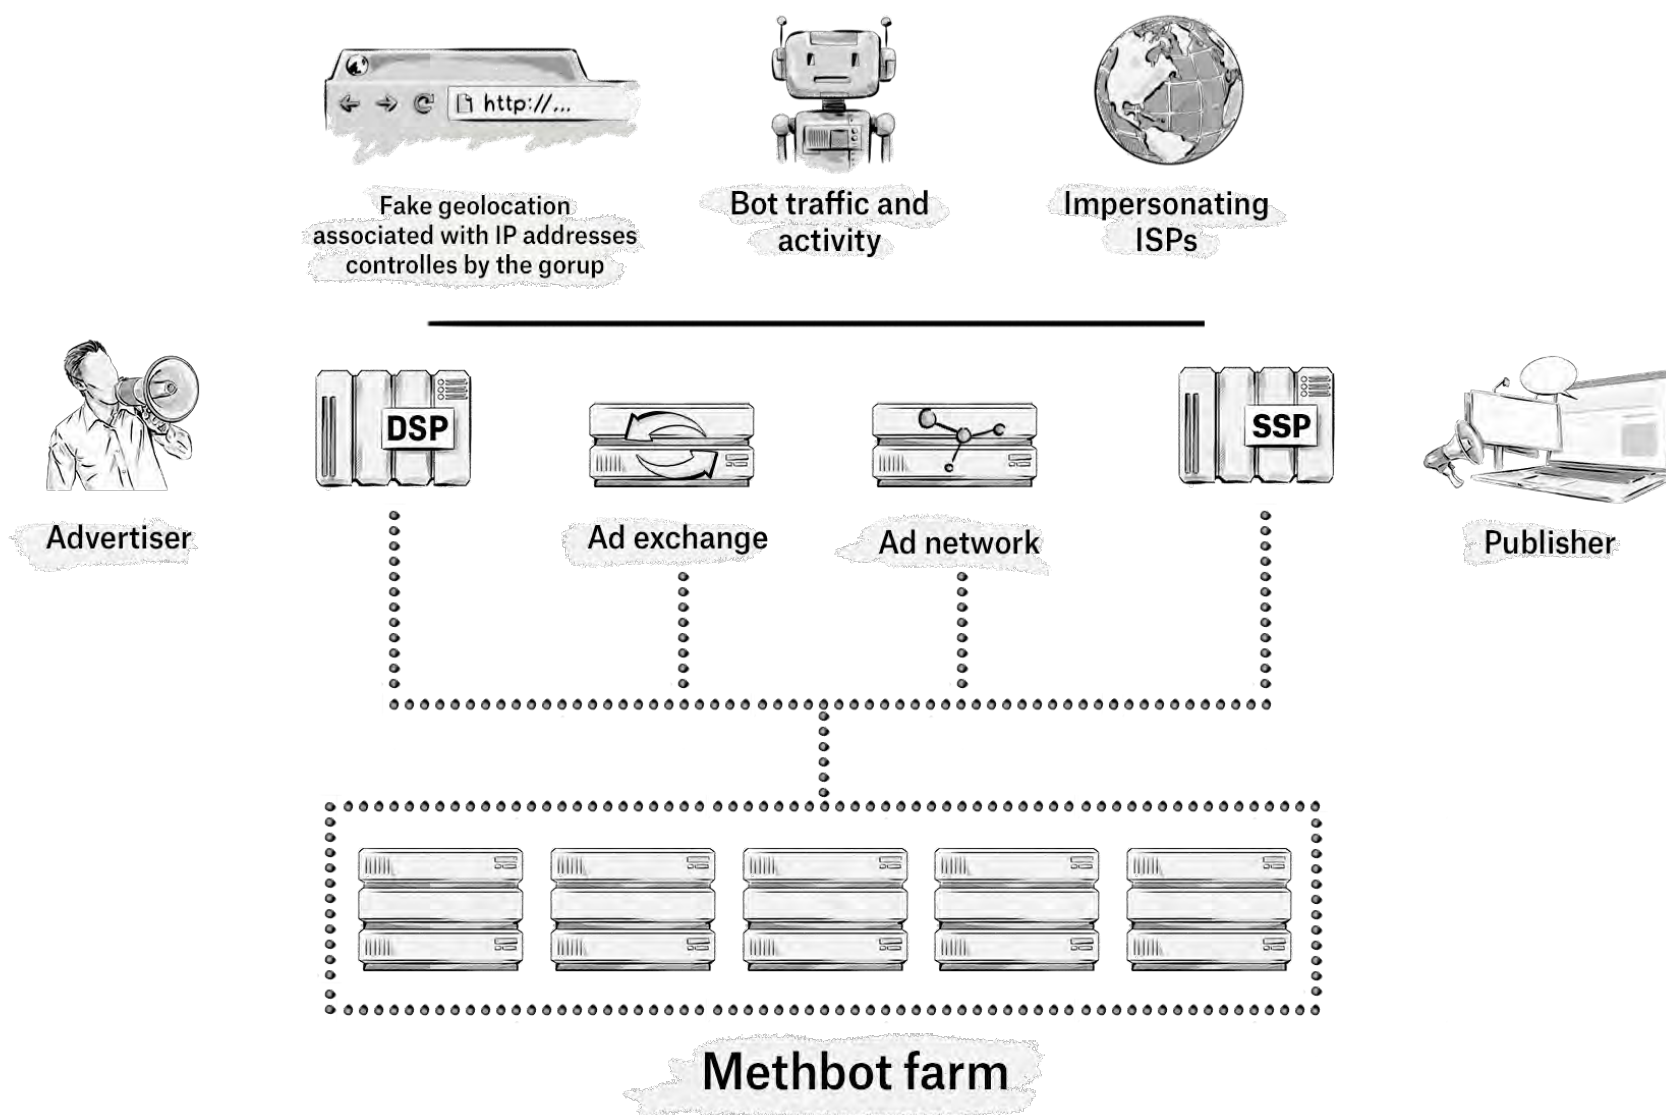 http://...
Fake geolocation
associated with IP addresses
controlles by the gorup
Bot traffic and
activity
Impersonating
ISPs
DSP
SSP
Advertiser
Ad exchange
Ad network
Publisher
Methbot farm